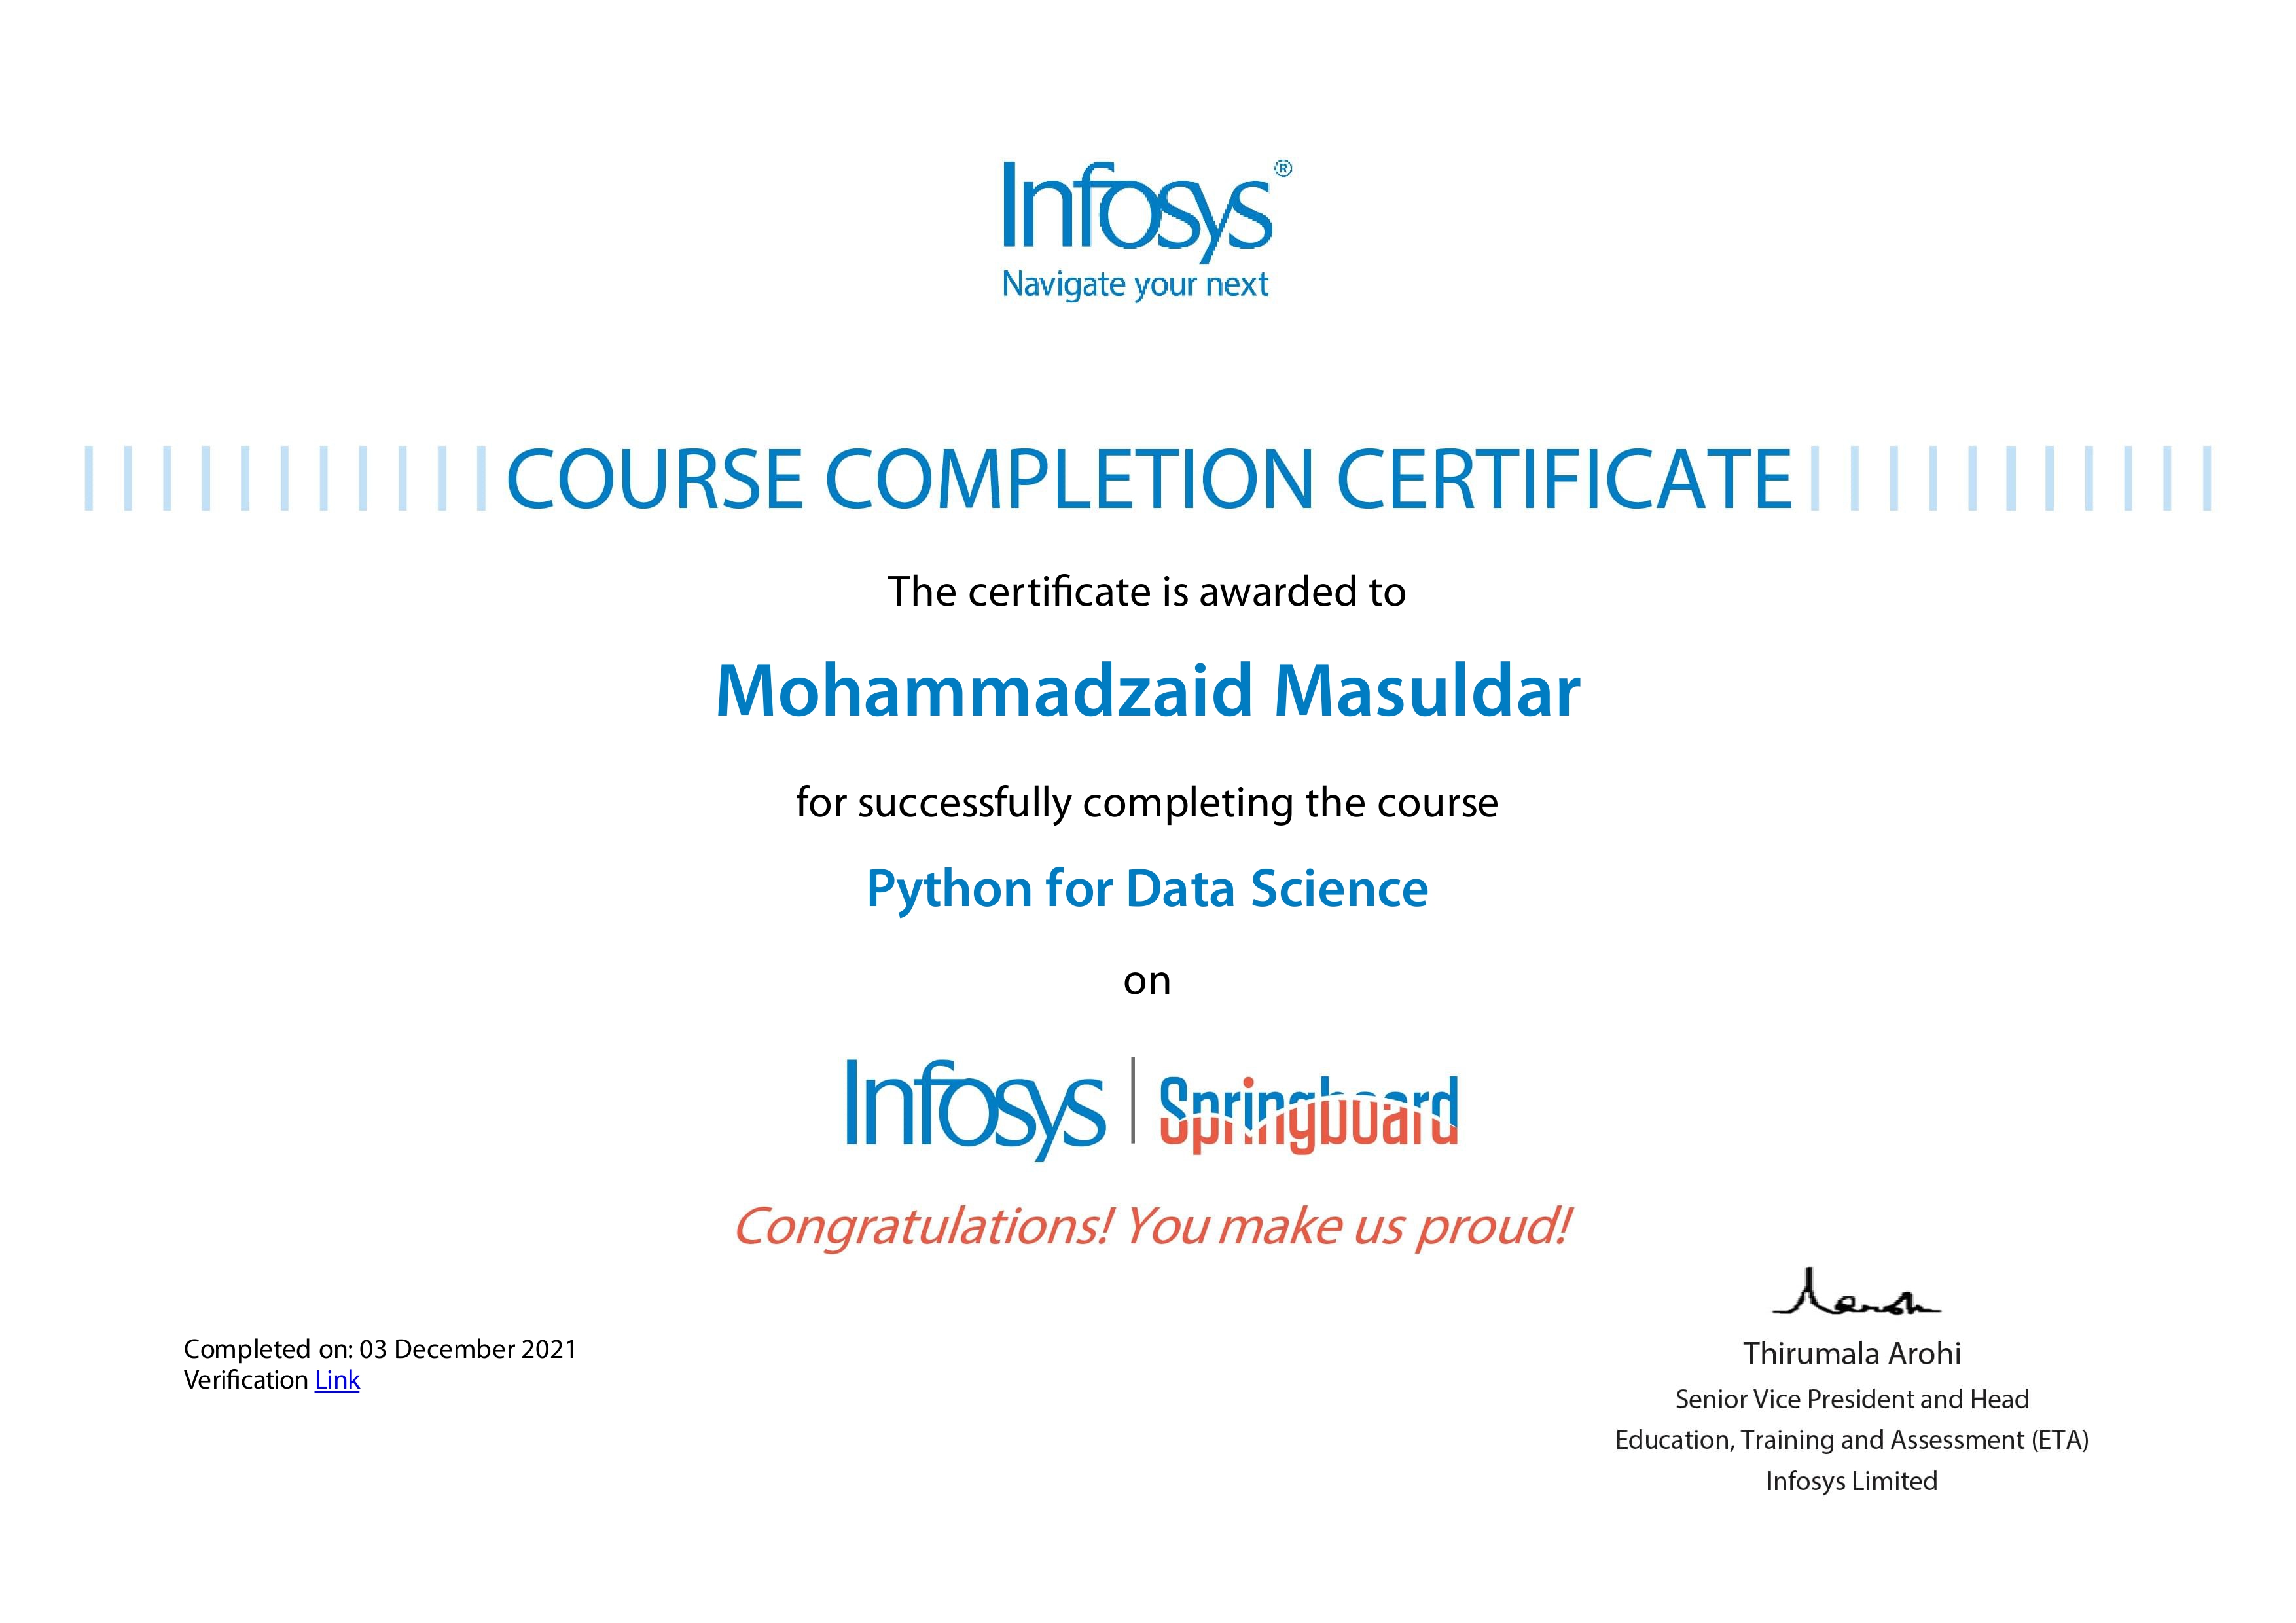 Infosys®
Navigate your next
COURSE COMPLETION CERTIFICATE
The certificate is awarded to
Mohammadzaid Masuldar
for successfully completing the course
Python for Data Science
on
Infosys | Springboard
Congratulations! You make us proud!
Completed on: 03 December 2021
Verification Link
Thirumala Arohi
Senior Vice President and Head
Education, Training and Assessment (ETA)
Infosys Limited